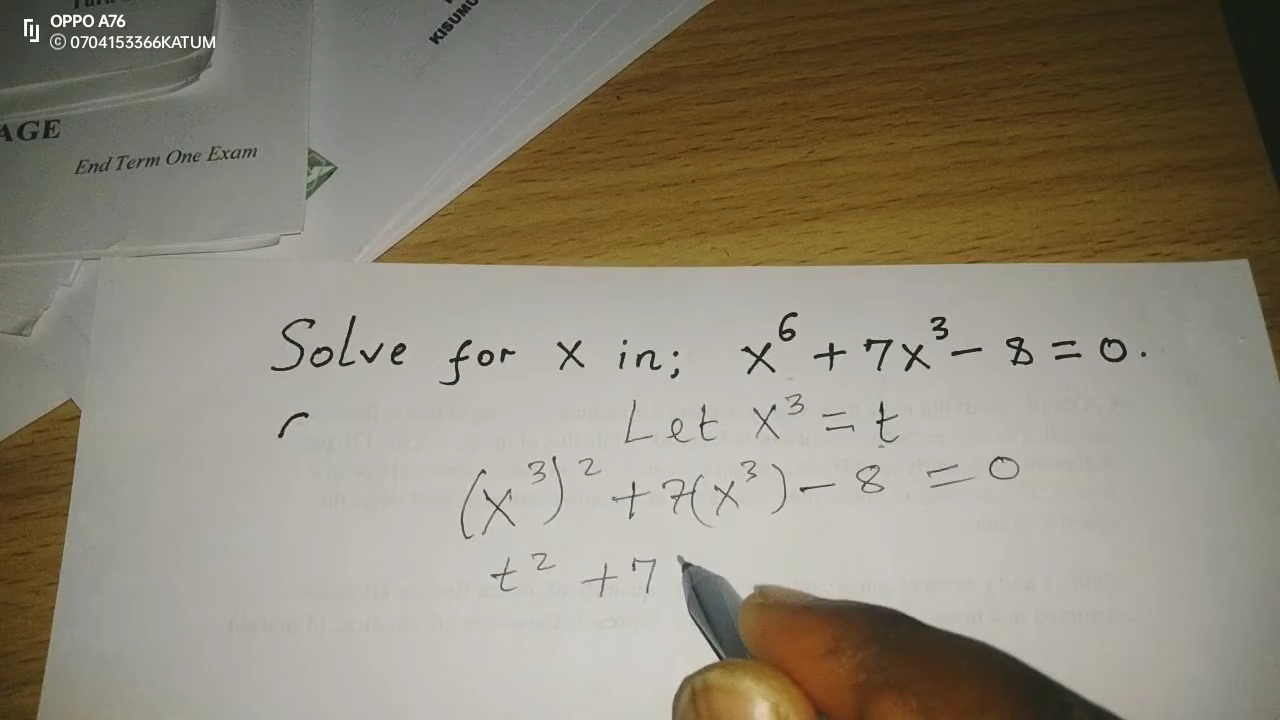 OPPO A76
© 0704153366KATUM
KISUMU
AGE
End Term One Exam
Solve for x in; x⁶ + 7x³ - 8 = 0.
Let x³ = t
(x³)² + 7(x³) - 8 = 0
t² + 7